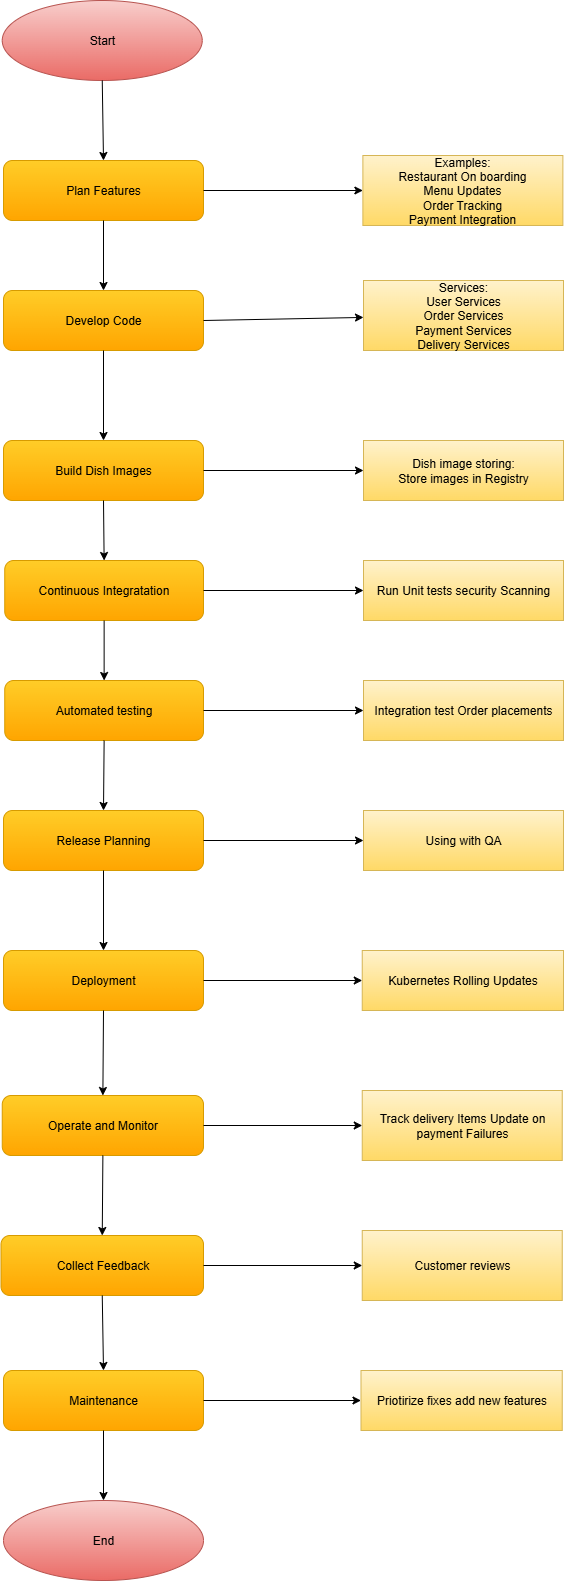 Start
Plan Features
Examples:
Restaurant On boarding
Menu Updates
Order Tracking
Payment Integration
Develop Code
Services:
User Services
Order Services
Payment Services
Delivery Services
Build Dish Images
Dish image storing:
Store images in Registry
Continuous Integratation
Run Unit tests security Scanning
Automated testing
Integration test Order placements
Release Planning
Using with QA
Deployment
Kubernetes Rolling Updates
Operate and Monitor
Track delivery Items Update on
payment Failures
Collect Feedback
Customer reviews
Maintenance
Priotirize fixes add new features
End